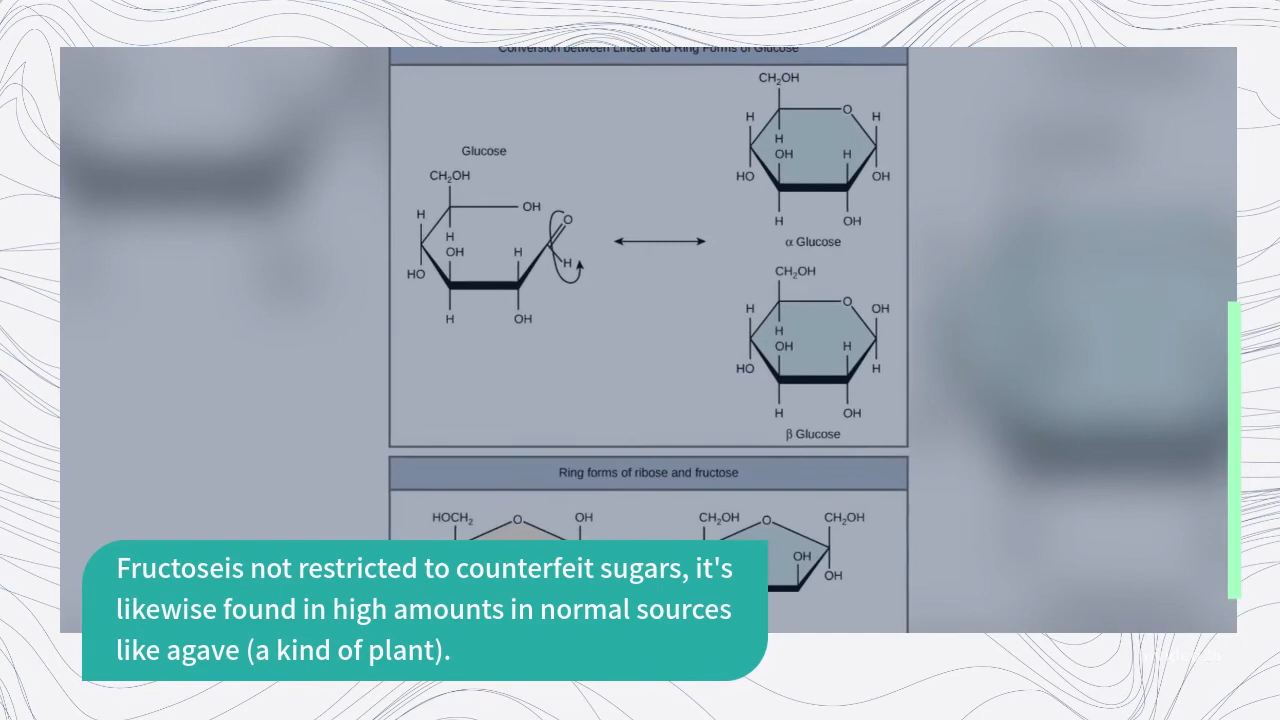 Conversion between Linear and Ring Forms of Glucose
CH2OH
H
O
H
H
OH
H
HO
OH
H
OH
α Glucose
Glucose
CH2OH
H
OH
O
H
OH
H
H
HO
H
OH
CH2OH
H
O
OH
H
OH
H
HO
H
H
OH
β Glucose
Ring forms of ribose and fructose
HOCH2
O
OH
CH2OH
O
CH2OH
OH
OH
Fructoseis not restricted to counterfeit sugars, it's
likewise found in high amounts in normal sources
like agave (a kind of plant).